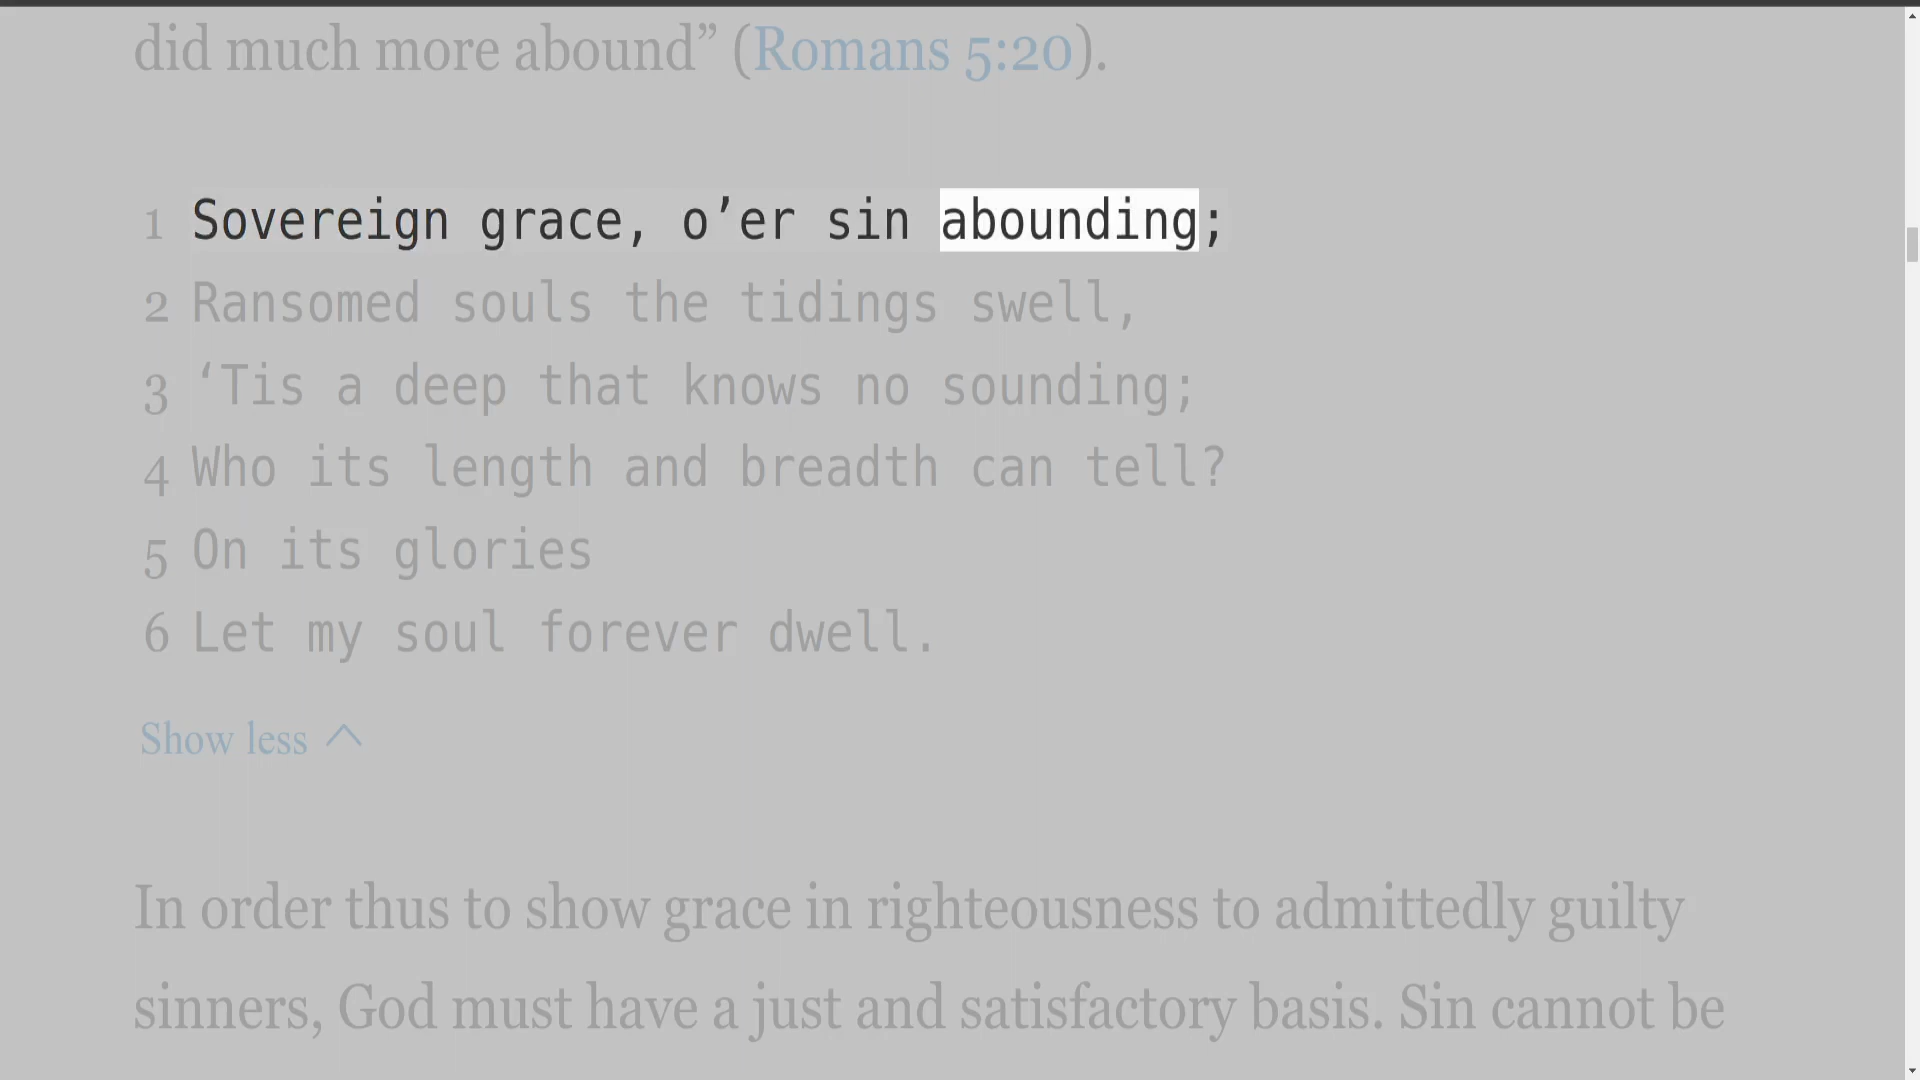 did much more abound” (Romans 5:20).
1 Sovereign grace, o’er sin abounding;
2 Ransomed souls the tidings swell,
3 ‘Tis a deep that knows no sounding;
4 Who its length and breadth can tell?
5 On its glories
6 Let my soul forever dwell.
Show less
In order thus to show grace in righteousness to admittedly guilty
sinners, God must have a just and satisfactory basis. Sin cannot be